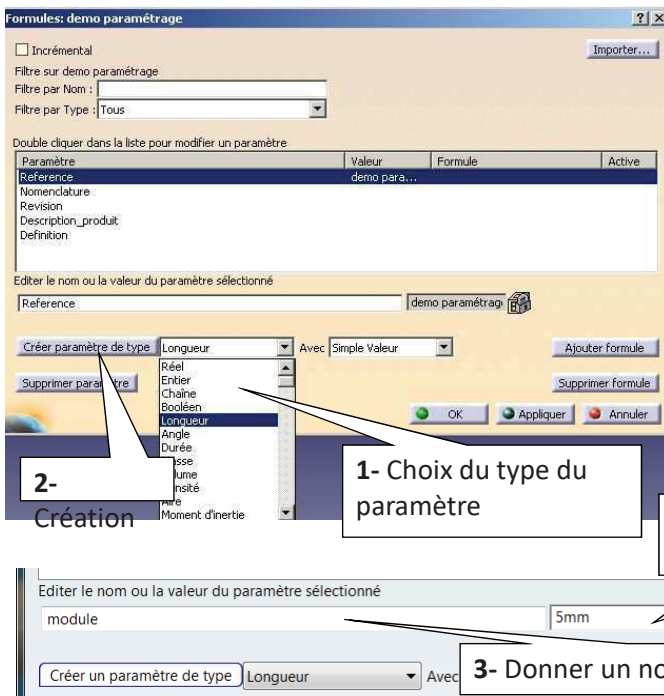 Formules: demo paramétrage
Incrémental
Importer...
Filtre sur demo paramétrage
Filtre par Nom :
Filtre par Type : Tous
Double cliquer dans la liste pour modifier un paramètre
Paramètre Valeur Formule Active
Reference demo para...
Nomenclature
Revision
Description_produit
Definition
Editer le nom ou la valeur du paramètre sélectionné
Reference demo paramétrag
Créer paramètre de type Longueur Avec Simple Valeur Ajouter formule
Supprimer paramètre Supprimer formule
Réel
Entier
Chaîne
Booléen
Longueur
Angle
Durée
OK Appliquer Annuler
Moment d'inertie
1- Choix du type du
paramètre
2-
Création
Editer le nom ou la valeur du paramètre sélectionné
module 5mm
Créer un paramètre de type Longueur Avec
3- Donner un no